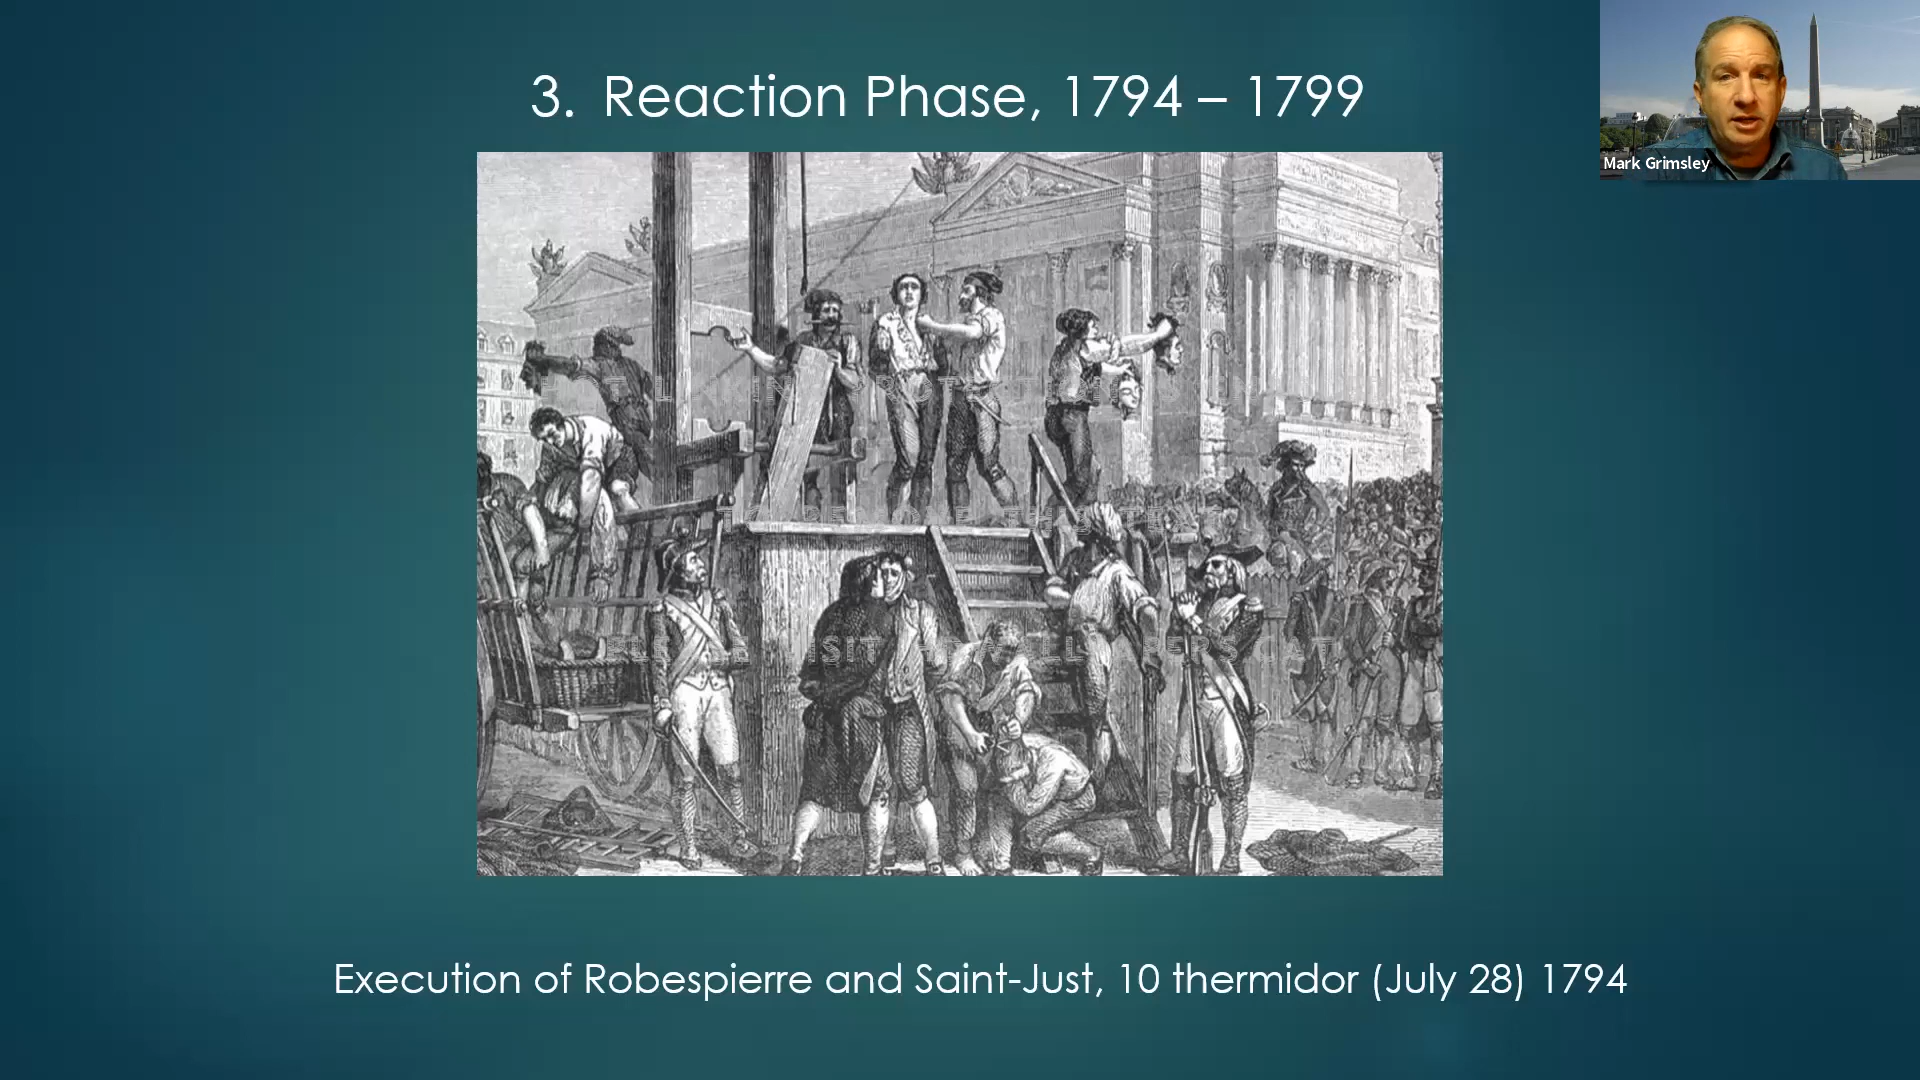 3. Reaction Phase, 1794 – 1799
Mark Grimsley
Execution of Robespierre and Saint-Just, 10 thermidor (July 28) 1794